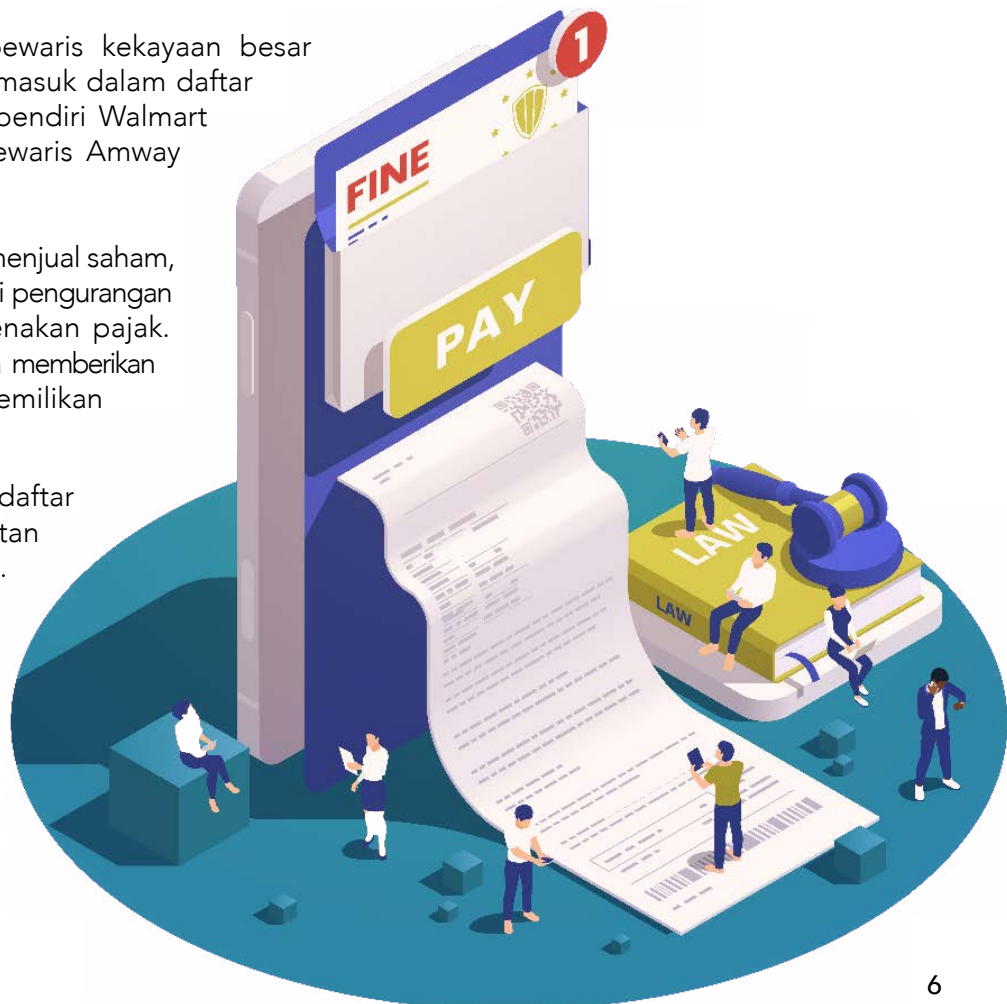 pewaris kekayaan besar
masuk dalam daftar
pendiri Walmart
ewaris Amway
menjual saham,
i pengurangan
enakan pajak.
memberikan
emilikan
daftar
tan
.
1
FINE
PAY
LAW
LAW
6